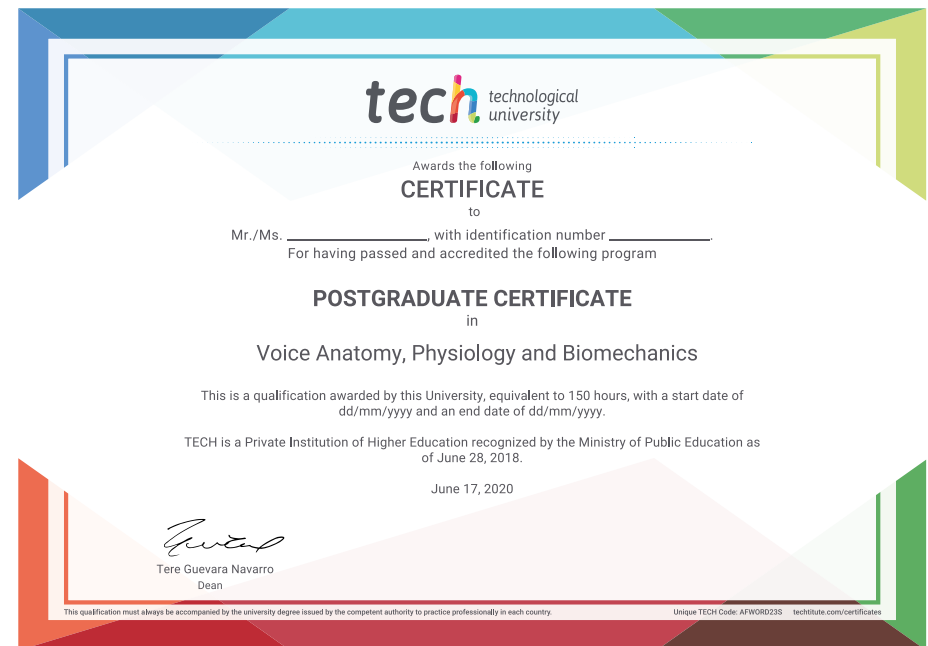 tech technological
university
Awards the following
CERTIFICATE
to
Mr./Ms. ____________________, with identification number ______________.
For having passed and accredited the following program
POSTGRADUATE CERTIFICATE
in
Voice Anatomy, Physiology and Biomechanics
This is a qualification awarded by this University, equivalent to 150 hours, with a start date of
dd/mm/yyyy and an end date of dd/mm/yyyy.
TECH is a Private Institution of Higher Education recognized by the Ministry of Public Education as
of June 28, 2018.
June 17, 2020
Tere Guevara Navarro
Dean
This qualification must always be accompanied by the university degree issued by the competent authority to practice professionally in each country.
Unique TECH Code: AFWORD23S techtitute.com/certificates